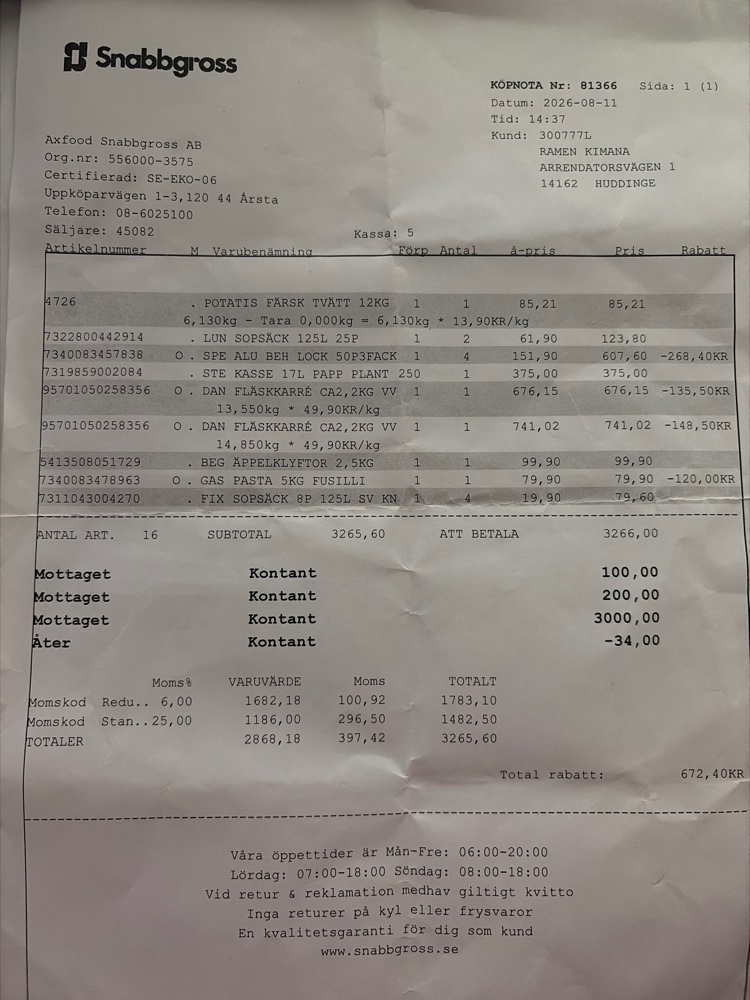 Snabbgross
KÖPNOTA Nr: 81366 Sida: 1 (1)
Datum: 2026-08-11
Tid: 14:37
Kund: 300777L
RAMEN KIMANA
ARRENDATORSVÄGEN 1
14162 HUDDINGE
Axfood Snabbgross AB
Org.nr: 556000-3575
Certifierad: SE-EKO-06
Uppköparvägen 1-3,120 44 Årsta
Telefon: 08-6025100
Säljare: 45082
Kassa: 5
Artikelnummer M Varubenämning Förp Antal à-pris Pris Rabatt
4726 . POTATIS FÄRSK TVÄTT 12KG 1 1 85,21 85,21
6,130kg - Tara 0,000kg = 6,130kg * 13,90KR/kg
7322800442914 . LUN SOPSÄCK 125L 25P 1 2 61,90 123,80
7340083457838 O . SPE ALU BEH LOCK 50P3FACK 1 4 151,90 607,60 -268,40KR
7319859002084 . STE KASSE 17L PAPP PLANT 250 1 375,00 375,00
95701050258356 O . DAN FLÄSKKARRÉ CA2,2KG VV 1 1 676,15 676,15 -135,50KR
13,550kg * 49,90KR/kg
95701050258356 O . DAN FLÄSKKARRÉ CA2,2KG VV 1 1 741,02 741,02 -148,50KR
14,850kg * 49,90KR/kg
5413508051729 . BEG ÄPPELKLYFTOR 2,5KG 1 1 99,90 99,90
7340083478963 O . GAS PASTA 5KG FUSILLI 1 1 79,90 79,90 -120,00KR
7311043004270 . FIX SOPSÄCK 8P 125L SV KN 1 4 19,90 79,60
ANTAL ART. 16 SUBTOTAL 3265,60 ATT BETALA 3266,00
Mottaget Kontant 100,00
Mottaget Kontant 200,00
Mottaget Kontant 3000,00
Åter Kontant -34,00
Moms% VARUVÄRDE Moms TOTALT
Momskod Redu.. 6,00 1682,18 100,92 1783,10
Momskod Stan..25,00 1186,00 296,50 1482,50
TOTALER 2868,18 397,42 3265,60
Total rabatt: 672,40KR
Våra öppettider är Mån-Fre: 06:00-20:00
Lördag: 07:00-18:00 Söndag: 08:00-18:00
Vid retur & reklamation medhav giltigt kvitto
Inga returer på kyl eller frysvaror
En kvalitetsgaranti för dig som kund
www.snabbgross.se